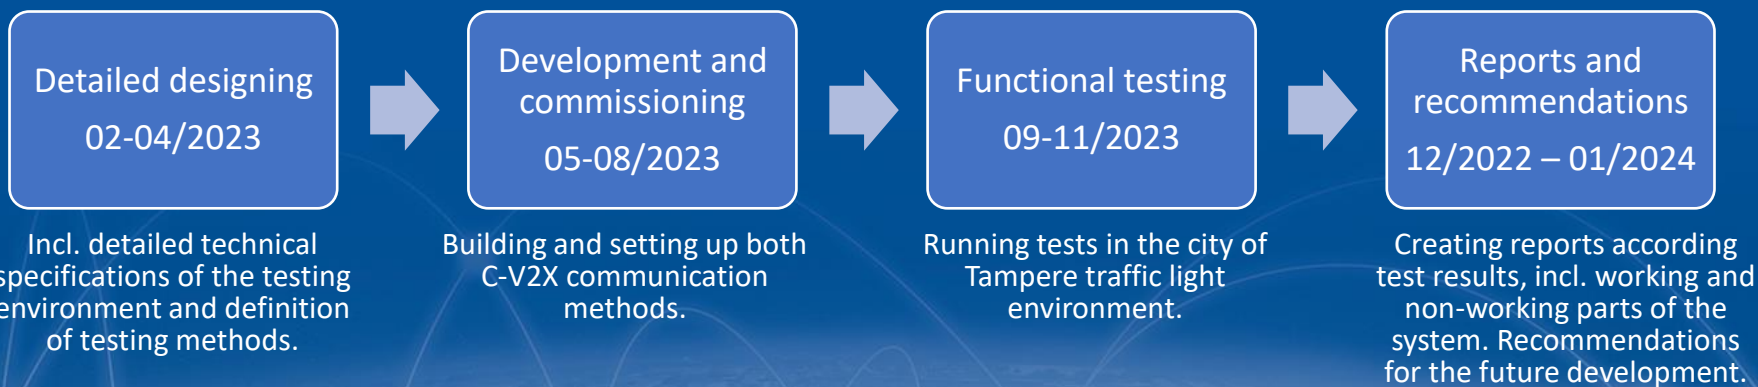 Detailed designing
02-04/2023
Incl. detailed technical
specifications of the testing
environment and definition
of testing methods.
Development and
commissioning
05-08/2023
Building and setting up both
C-V2X communication
methods.
Functional testing
09-11/2023
Running tests in the city of
Tampere traffic light
environment.
Reports and
recommendations
12/2022 – 01/2024
Creating reports according
test results, incl. working and
non-working parts of the
system. Recommendations
for the future development.